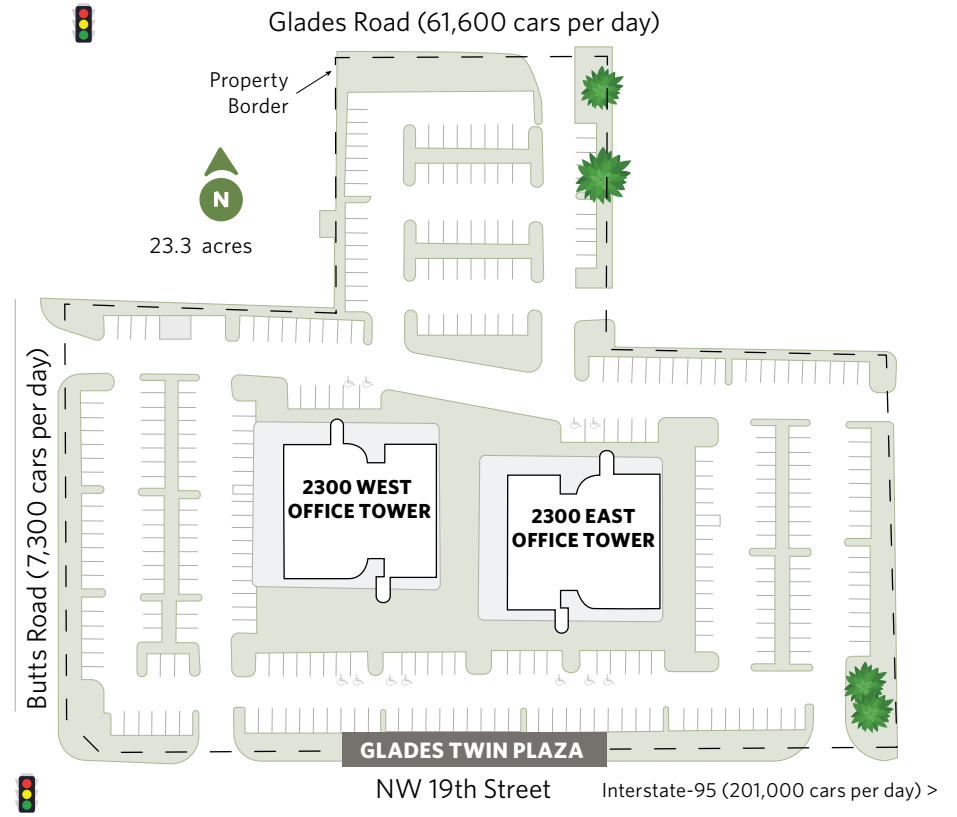 Glades Road (61,600 cars per day)
Property
Border
N
23.3 acres
Butts Road (7,300 cars per day)
2300 WEST
OFFICE TOWER
2300 EAST
OFFICE TOWER
GLADES TWIN PLAZA
NW 19th Street
Interstate-95 (201,000 cars per day) >